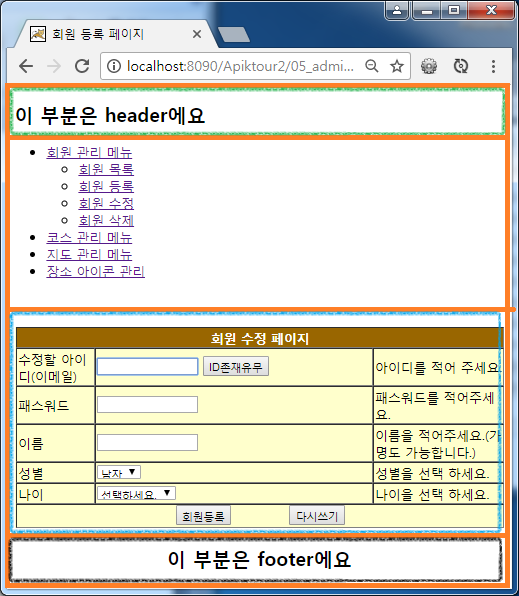 회원 등록 페이지
localhost:8090/Apiktour2/05_admi...
이 부분은 header에요
회원 관리 메뉴
회원 목록
회원 등록
회원 수정
회원 삭제
코스 관리 메뉴
지도 관리 메뉴
장소 아이콘 관리
회원 수정 페이지
수정할 아이
디(이메일)
ID존재유무
아이디를 적어 주세요.
패스워드
패스워드를 적어주세
요.
이름
이름을 적어주세요.(가
명도 가능합니다.)
성별
남자
성별을 선택 하세요.
나이
선택하세요.
나이을 선택 하세요.
회원등록 다시쓰기
이 부분은 footer에요